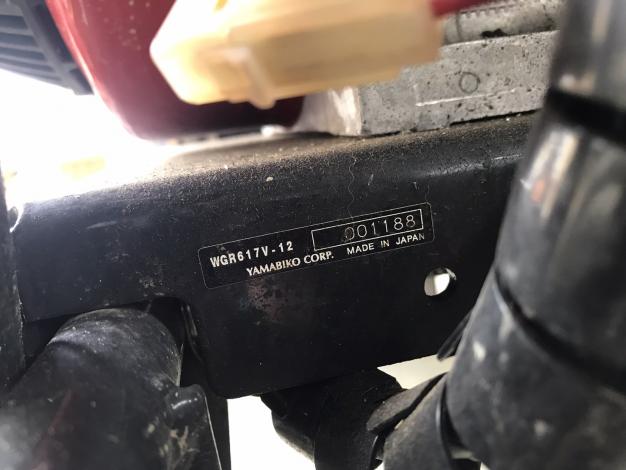 WGR617V-12 001188
YAMABIKO CORP. MADE IN JAPAN